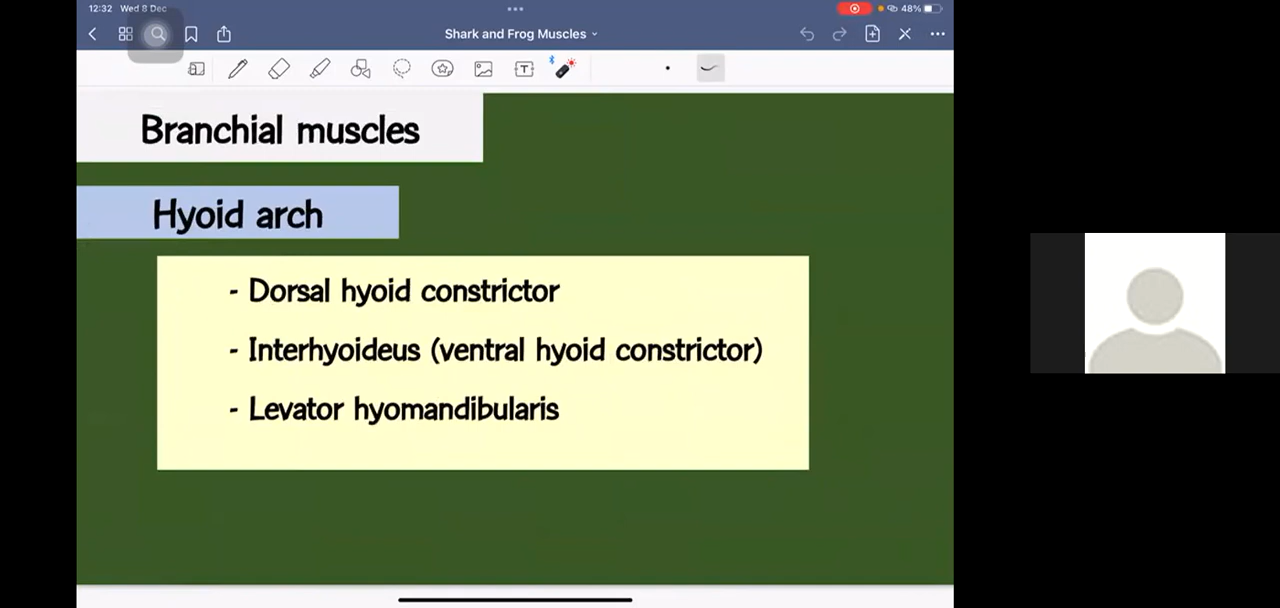 12:32 Wed 8 Dec
48%
Shark and Frog Muscles
Branchial muscles
Hyoid arch
- Dorsal hyoid constrictor
- Interhyoideus (ventral hyoid constrictor)
- Levator hyomandibularis